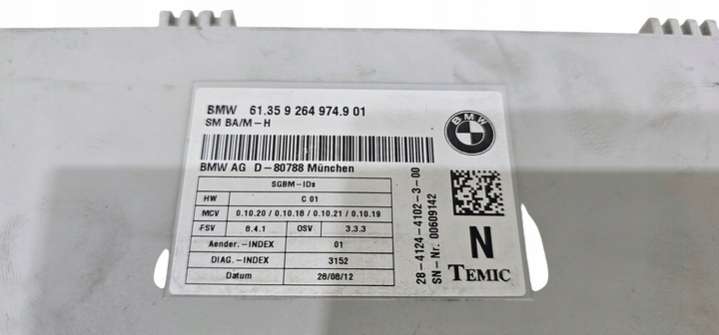 BMW 61.35 9 264 974.9 01
SM BA/M-H
BMW
BMW AG D-80788 München
SGBM-IDs
HW C 01
MCV 0.10.20 / 0.10.18 / 0.10.21 / 0.10.19
FSV 8.4.1 OSV 3.3.3
Aender.-INDEX 01
DIAG.-INDEX 3152
Datum 28/08/12
28-4124-4102-3-00
SN-Nr. 00609142
N
TEMIC